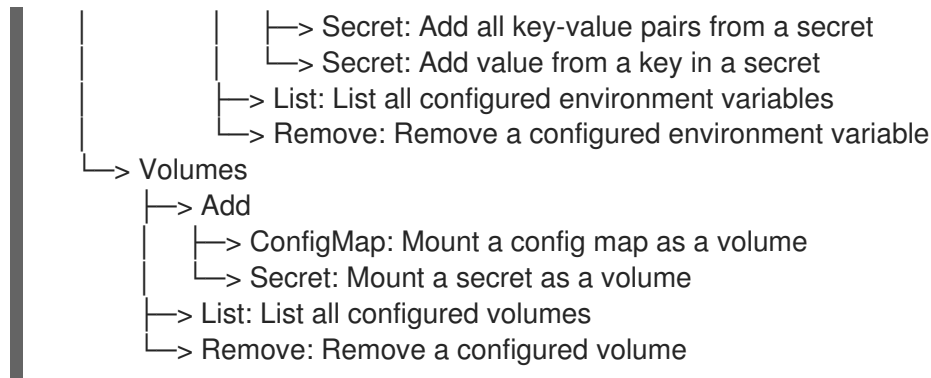 │ │ ├─> Secret: Add all key-value pairs from a secret
│ │ └─> Secret: Add value from a key in a secret
│ ├─> List: List all configured environment variables
│ └─> Remove: Remove a configured environment variable
└─> Volumes
├─> Add
│ ├─> ConfigMap: Mount a config map as a volume
│ └─> Secret: Mount a secret as a volume
├─> List: List all configured volumes
└─> Remove: Remove a configured volume